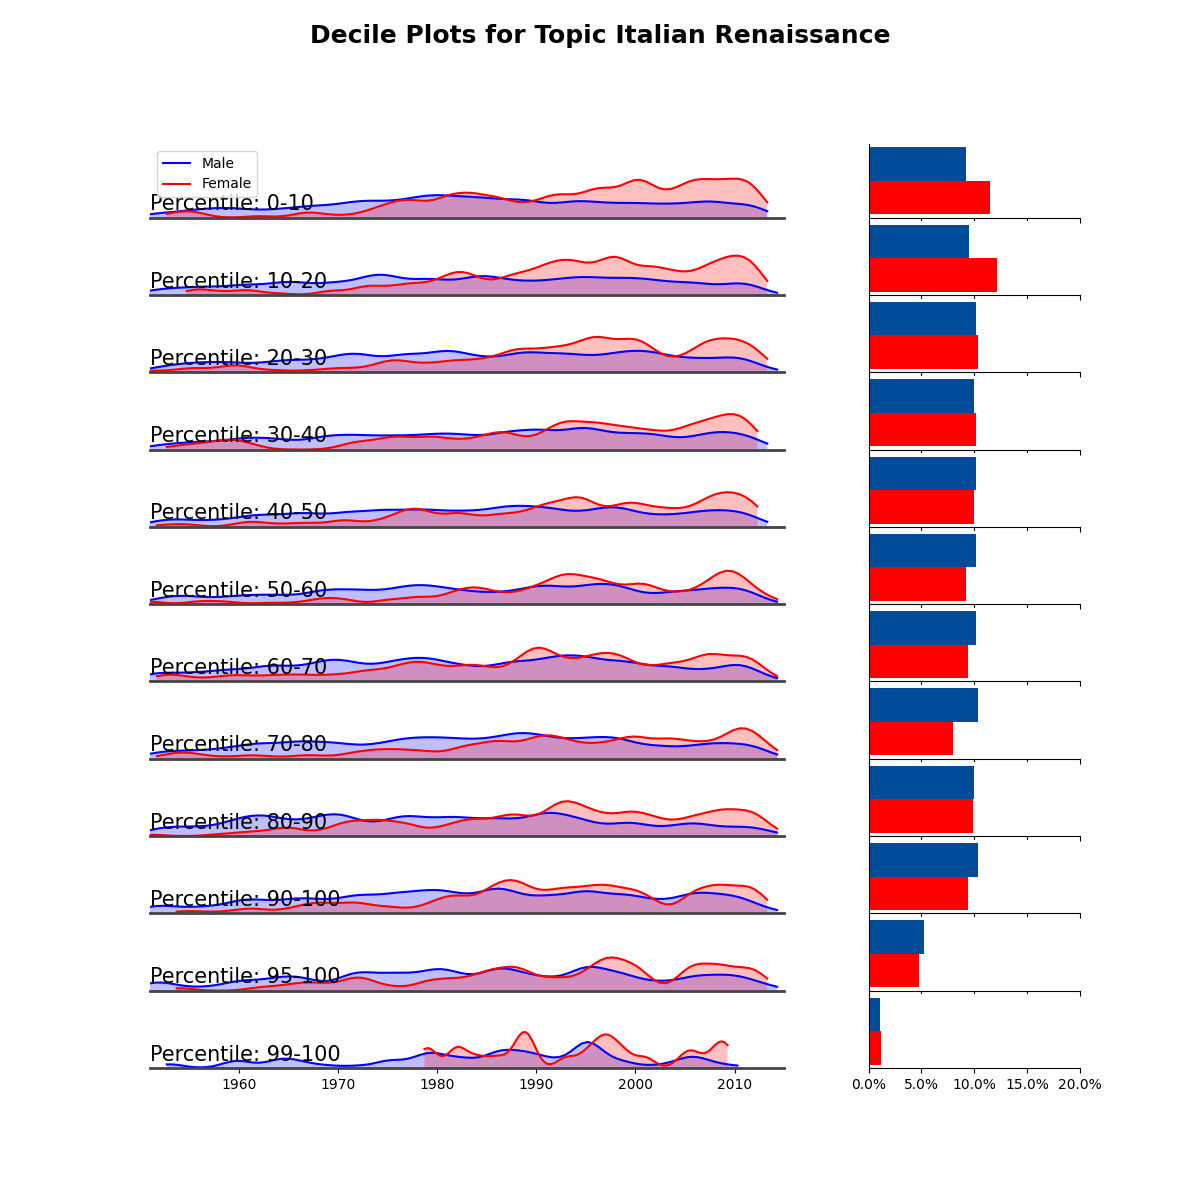 Decile Plots for Topic Italian Renaissance
Male
Female
Percentile: 0-10
Percentile: 10-20
Percentile: 20-30
Percentile: 30-40
Percentile: 40-50
Percentile: 50-60
Percentile: 60-70
Percentile: 70-80
Percentile: 80-90
Percentile: 90-100
Percentile: 95-100
Percentile: 99-100
1960 1970 1980 1990 2000 2010
0.0% 5.0% 10.0% 15.0% 20.0%